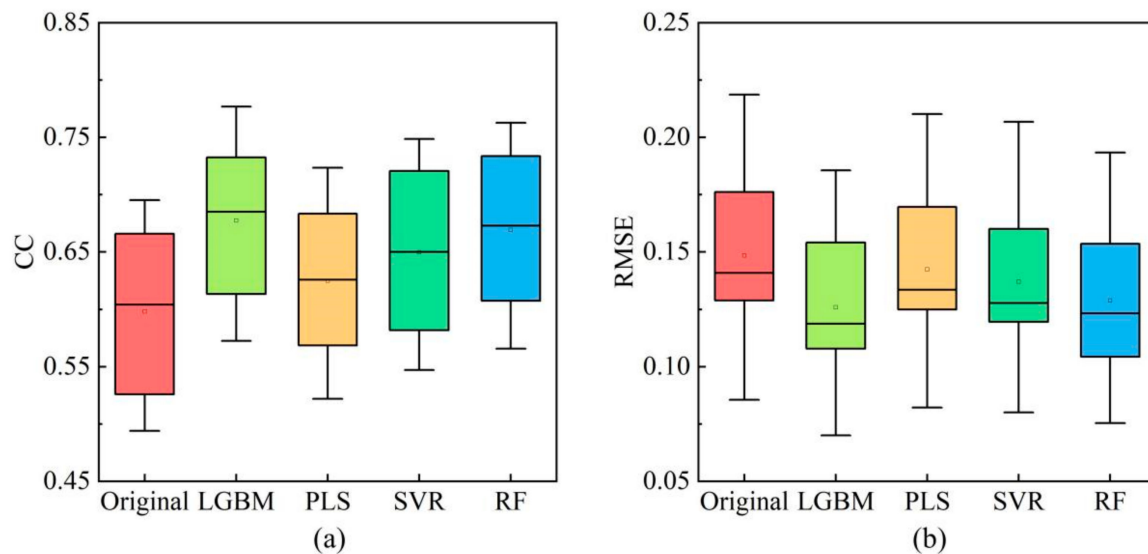 0.85
0.75
0.65
0.55
0.45
CC
Original LGBM PLS SVR RF
(a)
0.25
0.20
0.15
0.10
0.05
RMSE
Original LGBM PLS SVR RF
(b)